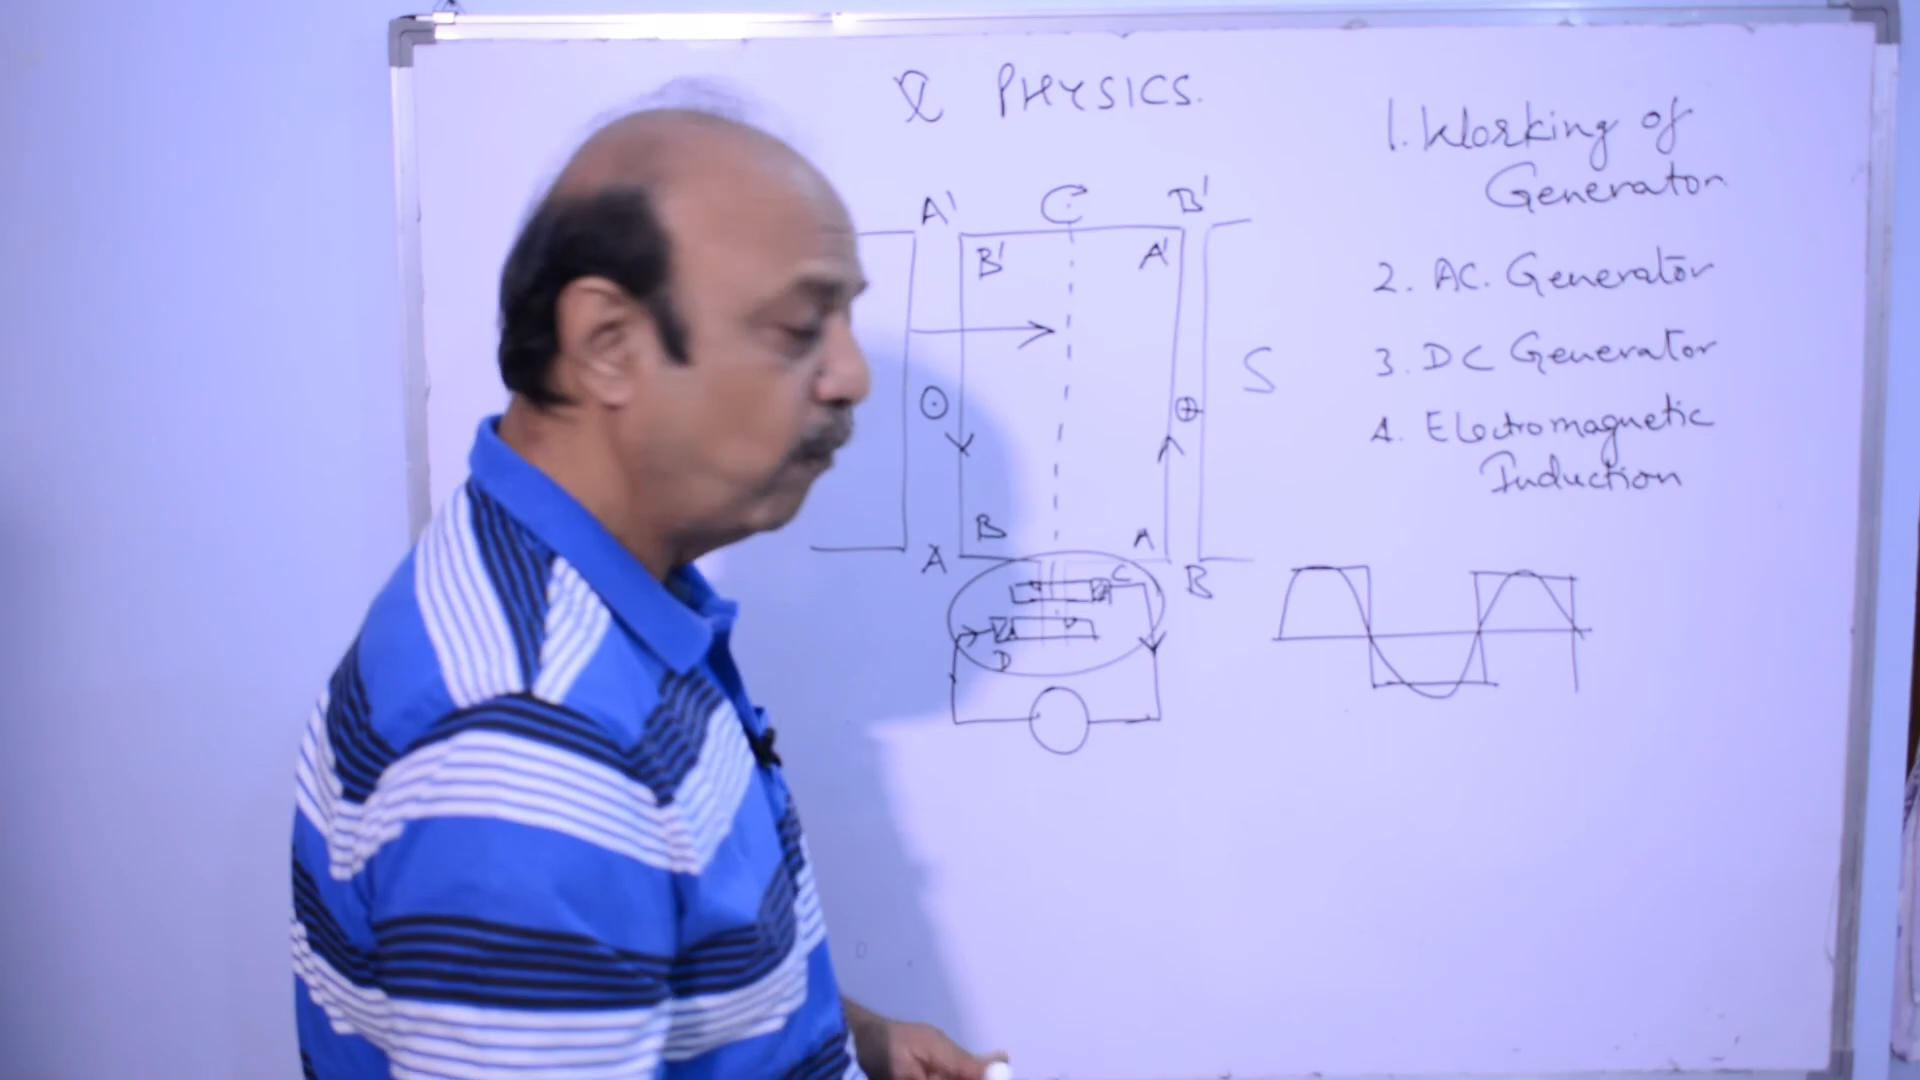 X PHYSICS.
A' C B'
B' A'
S
B A
A B
C
D
1. Working of
Generator
2. AC. Generator
3. DC Generator
4. Electromagnetic
Induction